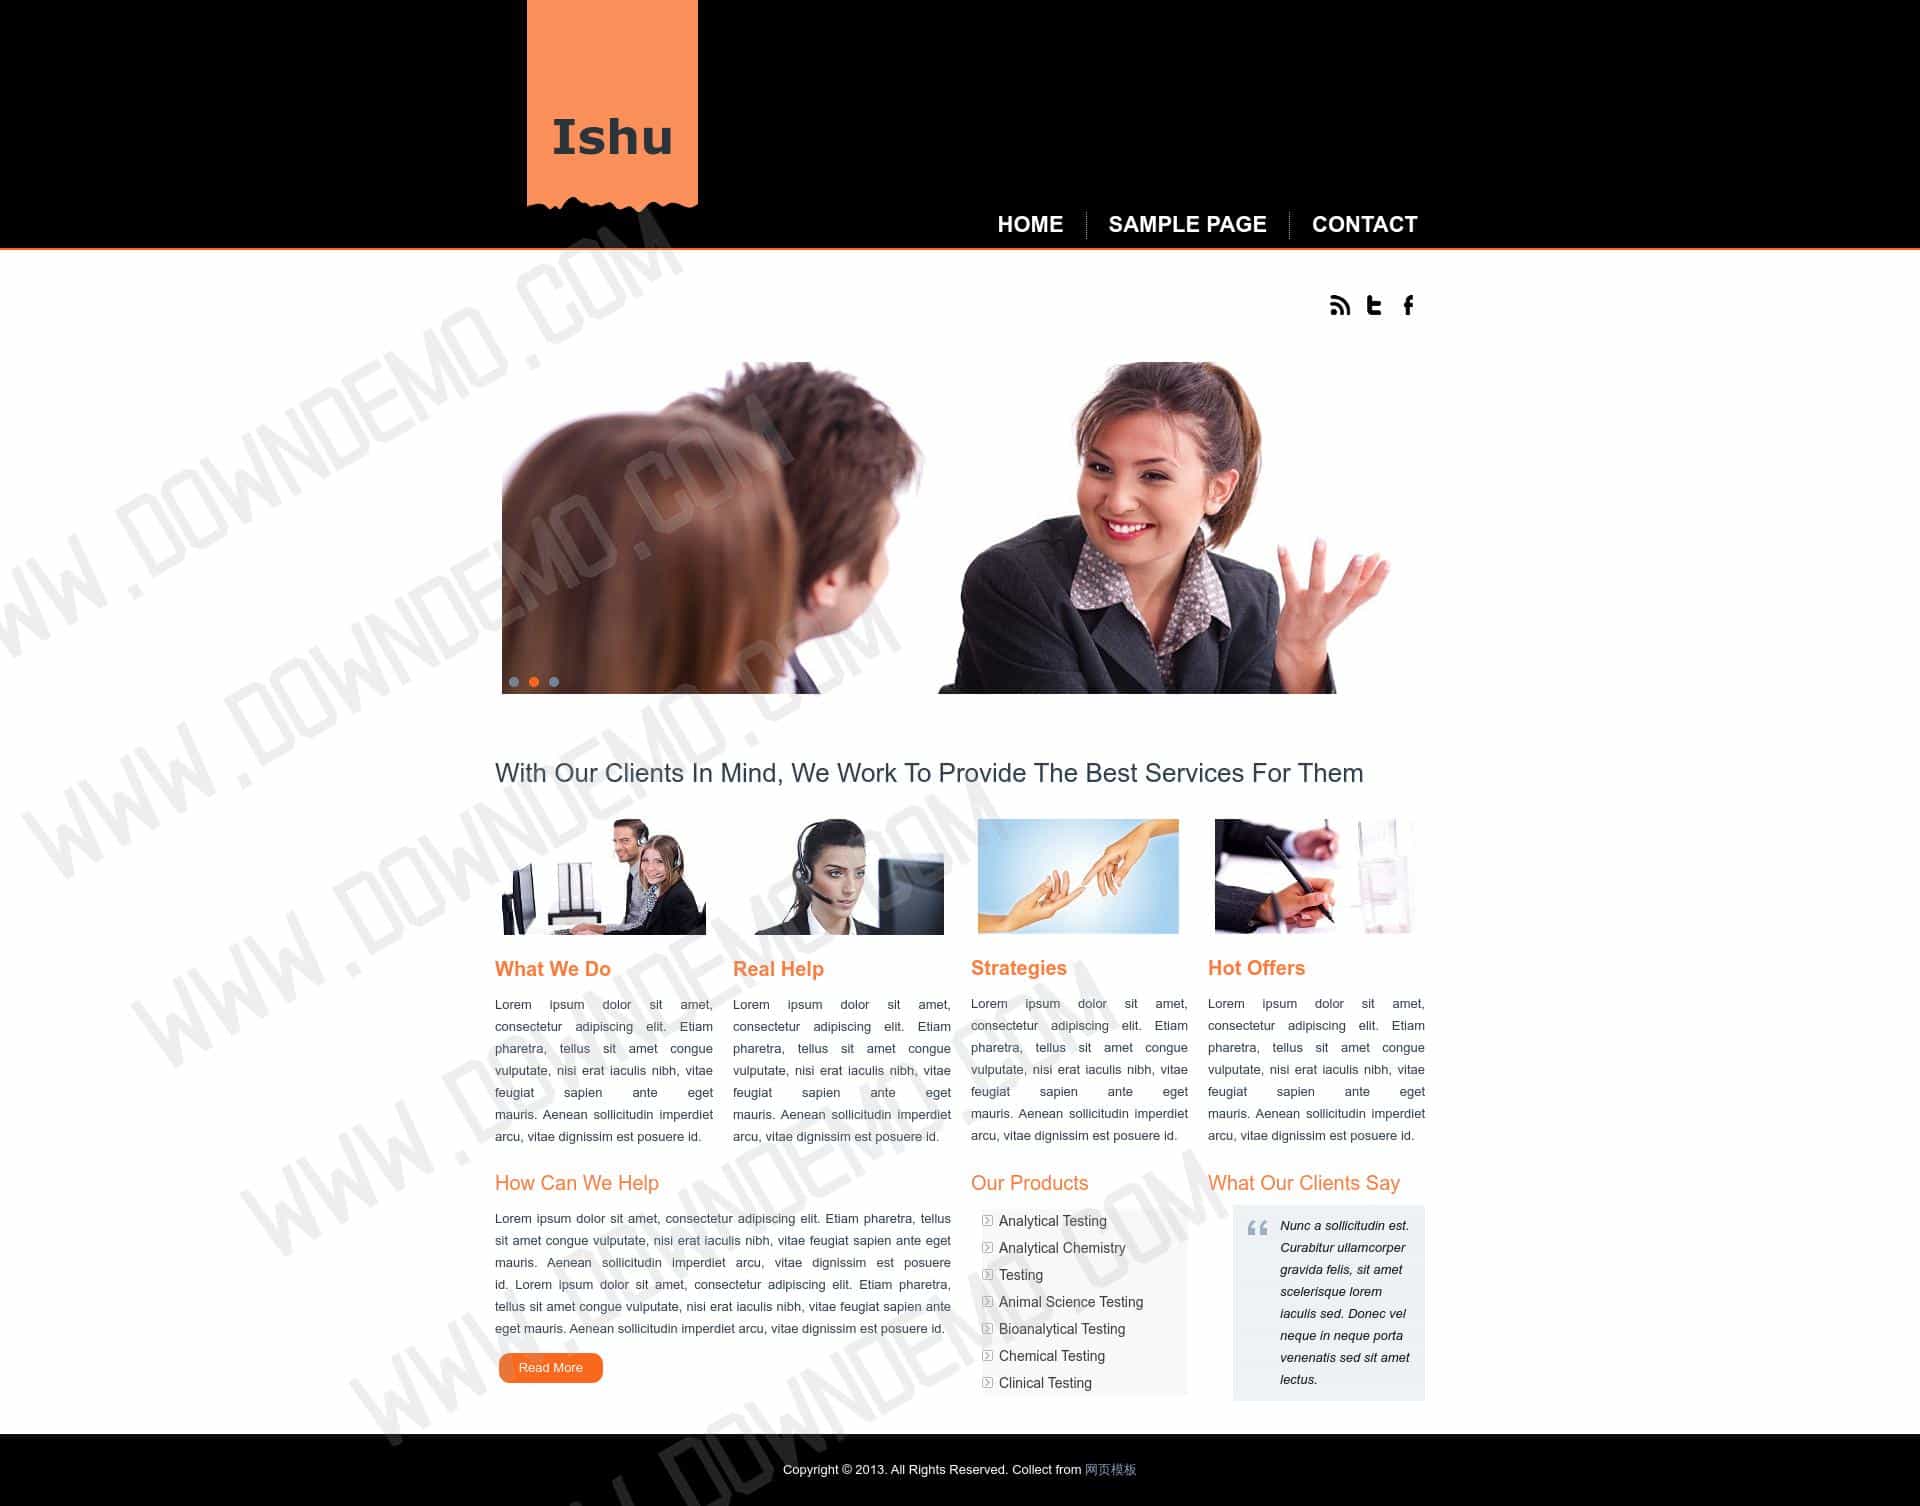 Ishu
HOME
SAMPLE PAGE
CONTACT
With Our Clients In Mind, We Work To Provide The Best Services For Them
What We Do
Lorem ipsum dolor sit amet,
consectetur adipiscing elit. Etiam
pharetra, tellus sit amet congue
vulputate, nisi erat iaculis nibh, vitae
feugiat sapien ante eget
mauris. Aenean sollicitudin imperdiet
arcu, vitae dignissim est posuere id.
Real Help
Lorem ipsum dolor sit amet,
consectetur adipiscing elit. Etiam
pharetra, tellus sit amet congue
vulputate, nisi erat iaculis nibh, vitae
feugiat sapien ante eget
mauris. Aenean sollicitudin imperdiet
arcu, vitae dignissim est posuere id.
Strategies
Lorem ipsum dolor sit amet,
consectetur adipiscing elit. Etiam
pharetra, tellus sit amet congue
vulputate, nisi erat iaculis nibh, vitae
feugiat sapien ante eget
mauris. Aenean sollicitudin imperdiet
arcu, vitae dignissim est posuere id.
Hot Offers
Lorem ipsum dolor sit amet,
consectetur adipiscing elit. Etiam
pharetra, tellus sit amet congue
vulputate, nisi erat iaculis nibh, vitae
feugiat sapien ante eget
mauris. Aenean sollicitudin imperdiet
arcu, vitae dignissim est posuere id.
How Can We Help
Lorem ipsum dolor sit amet, consectetur adipiscing elit. Etiam pharetra, tellus
sit amet congue vulputate, nisi erat iaculis nibh, vitae feugiat sapien ante eget
mauris. Aenean sollicitudin imperdiet arcu, vitae dignissim est posuere
id. Lorem ipsum dolor sit amet, consectetur adipiscing elit. Etiam pharetra,
tellus sit amet congue vulputate, nisi erat iaculis nibh, vitae feugiat sapien ante
eget mauris. Aenean sollicitudin imperdiet arcu, vitae dignissim est posuere id.
Read More
Our Products
Analytical Testing
Analytical Chemistry
Testing
Animal Science Testing
Bioanalytical Testing
Chemical Testing
Clinical Testing
What Our Clients Say
“ Nunc a sollicitudin est.
Curabitur ullamcorper
gravida felis, sit amet
scelerisque lorem
iaculis sed. Donec vel
neque in neque porta
venenatis sed sit amet
lectus.
Copyright © 2013. All Rights Reserved. Collect from 网页模板
WW.DOWNDEMO.COM
WWW.DOWNDEMO.COM
WWW.DOWNDEMO.COM
WWW.DOWNDEMO.COM
WWW.DOWNDEMO.COM
WWW.DOWNDEMO.COM